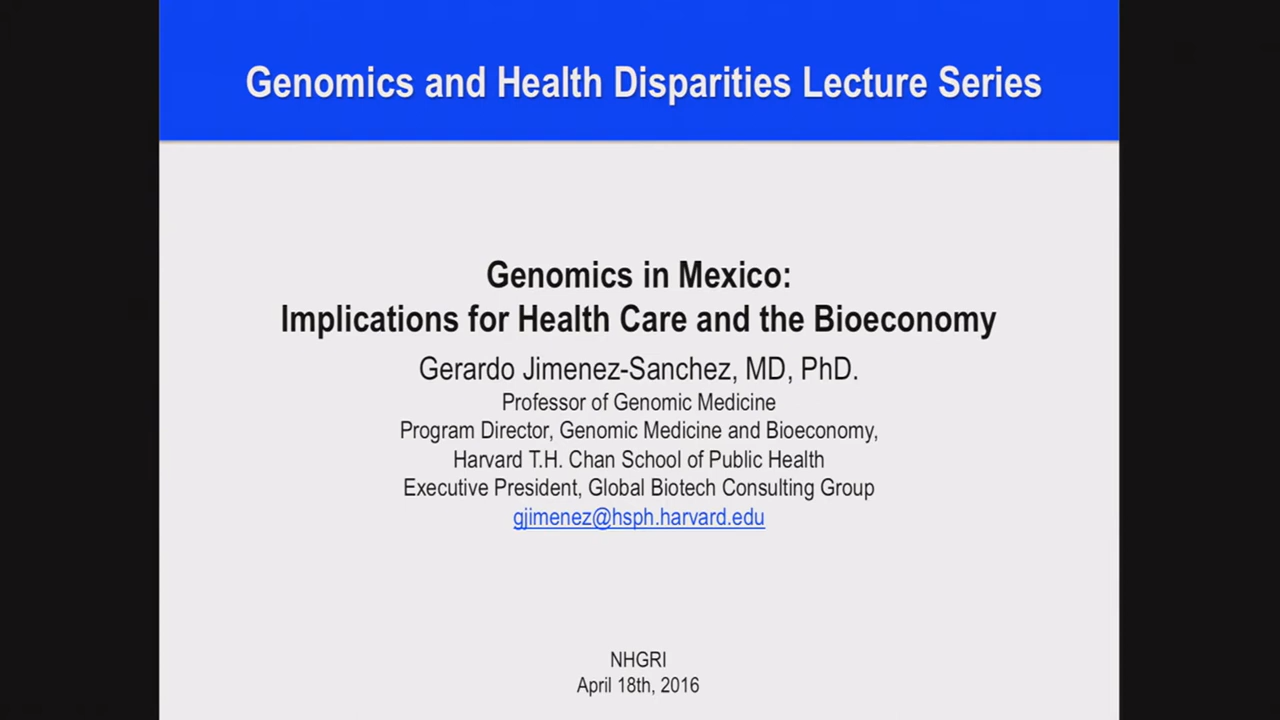 Genomics and Health Disparities Lecture Series
Genomics in Mexico:
Implications for Health Care and the Bioeconomy
Gerardo Jimenez-Sanchez, MD, PhD.
Professor of Genomic Medicine
Program Director, Genomic Medicine and Bioeconomy,
Harvard T.H. Chan School of Public Health
Executive President, Global Biotech Consulting Group
gjimenez@hsph.harvard.edu
NHGRI
April 18th, 2016